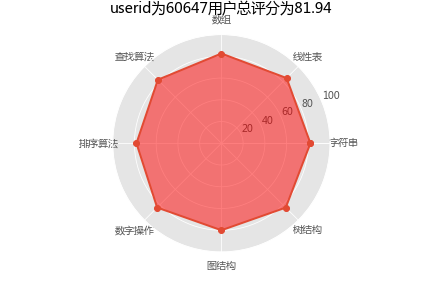 userid为60647用户总评分为81.94
数组
查找算法
线性表
100
80
60
40
20
排序算法
字符串
数字操作
树结构
图结构